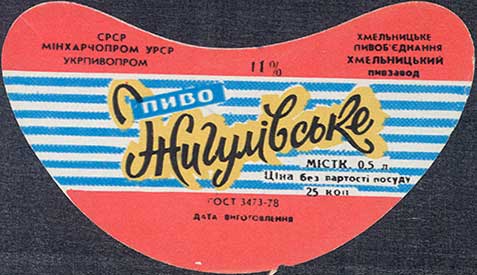 СРСР
МІНХАРЧОПРОМ УРСР
УКРПИВОПРОМ
11%
ХМЕЛЬНИЦЬКЕ
ПИВОБ'ЄДНАННЯ
ХМЕЛЬНИЦЬКИЙ
пивзавод
ПИВО
Жигулівське
МІСТК. 0,5 л.
Ціна без вартості посуду
25 коп
ГОСТ 3473-78
ДАТА ВИГОТОВЛЕННЯ